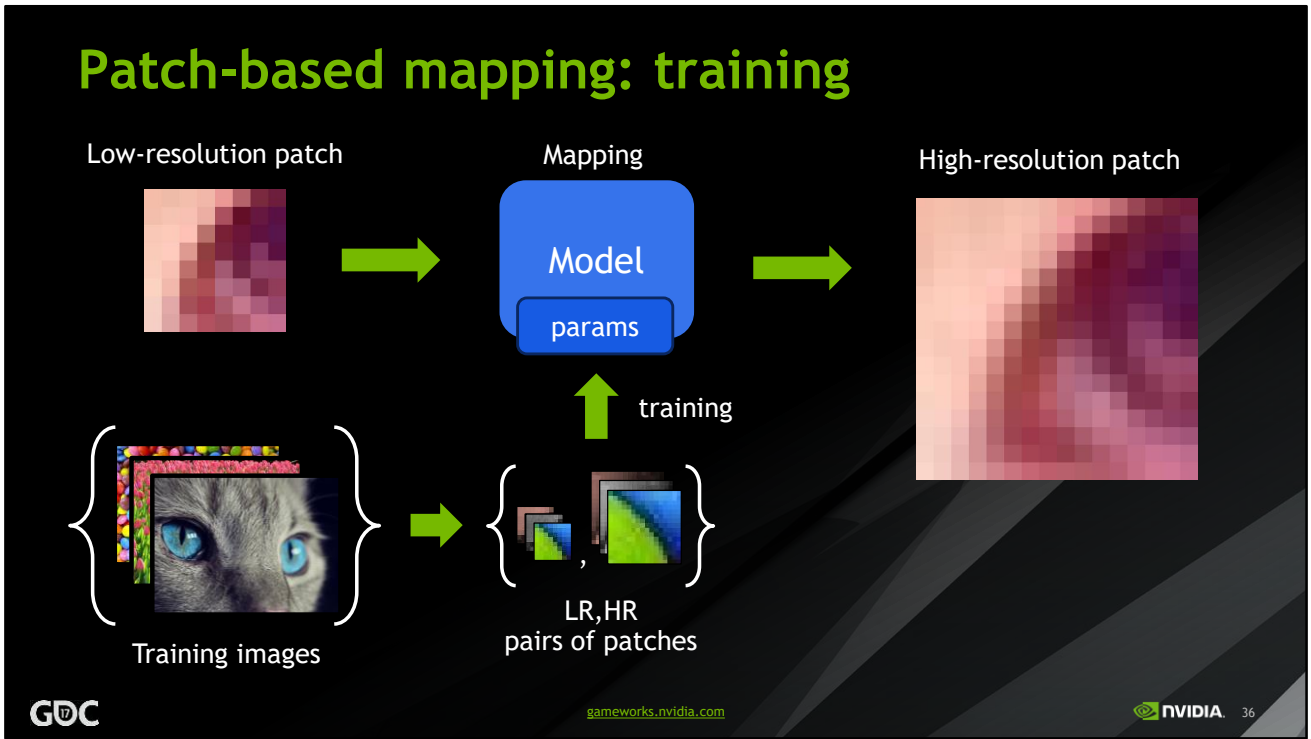 Patch-based mapping: training
Low-resolution patch
Mapping
High-resolution patch
Model
params
training
{ } { , }
LR,HR
pairs of patches
Training images
GDC 17
gameworks.nvidia.com
NVIDIA. 36